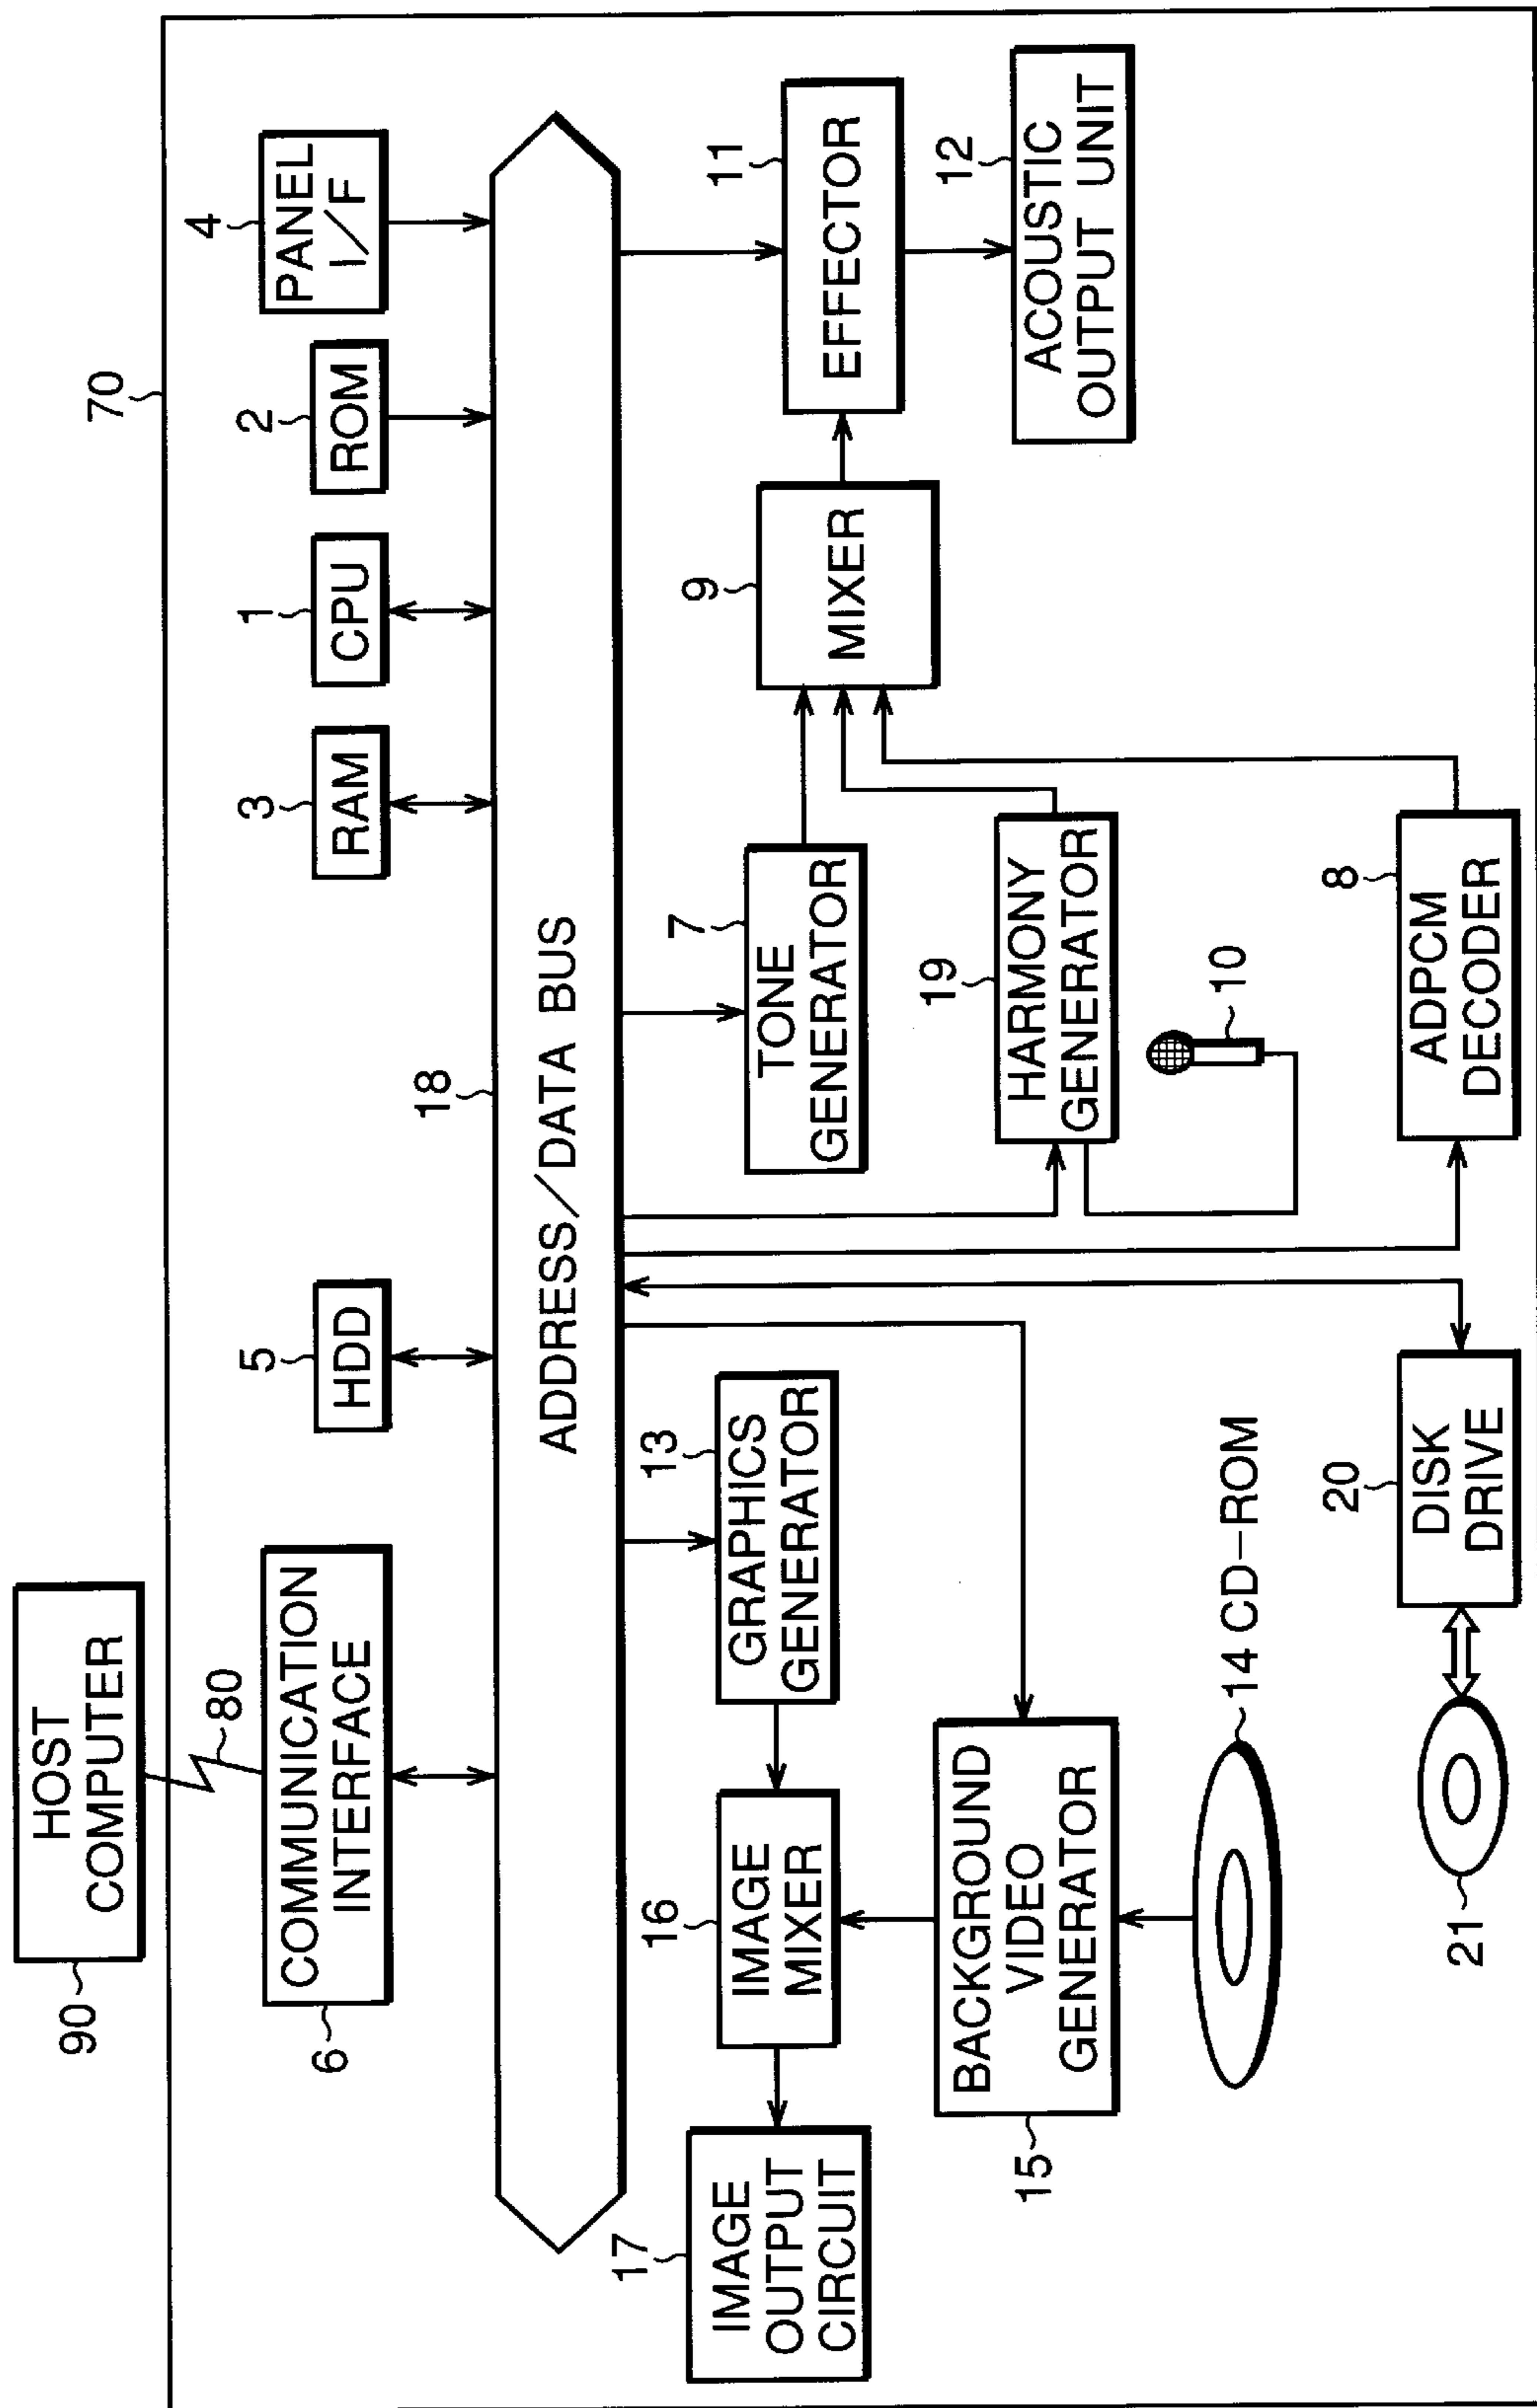 90
HOST
COMPUTER
80
70
6
COMMUNICATION
INTERFACE
5
HDD
3
RAM
1
CPU
2
ROM
4
PANEL
I/F
18
ADDRESS/DATA BUS
17
IMAGE
OUTPUT
CIRCUIT
16
IMAGE
MIXER
13
GRAPHICS
GENERATOR
7
TONE
GENERATOR
9
MIXER
11
EFFECTOR
15
BACKGROUND
VIDEO
GENERATOR
19
HARMONY
GENERATOR
12
ACOUSTIC
OUTPUT UNIT
10
14 CD-ROM
21
20
DISK
DRIVE
8
ADPCM
DECODER